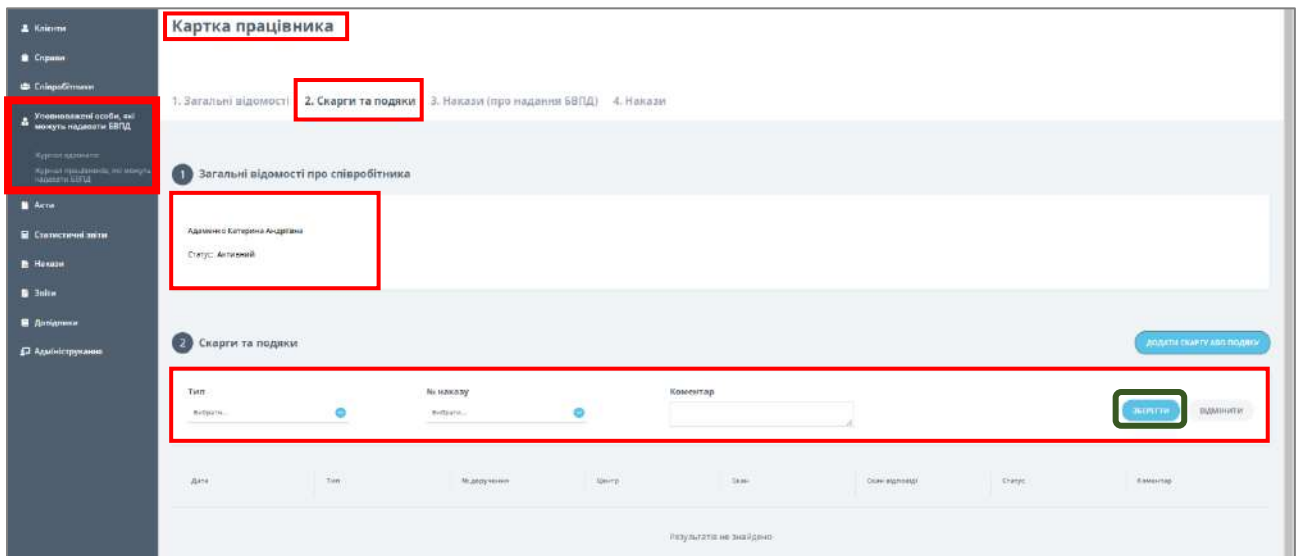 Клієнти
Справи
Співробітники
Уповноважені особи, які
можуть надавати БВПД
Журнал адвокатів
Журнал працівників, які можуть
надавати БВПД
Акти
Статистичні звіти
Накази
Звіти
Довідники
Адміністрування
Картка працівника
1. Загальні відомості 2. Скарги та подяки 3. Накази (про надання БВПД) 4. Накази
1 Загальні відомості про співробітника
Адаменко Катерина Андріївна
Статус: Активний
2 Скарги та подяки
ДОДАТИ СКАРГУ АБО ПОДЯКУ
Тип № наказу Коментар
Вибрати... Вибрати...
ЗБЕРЕГТИ ВІДМІНИТИ
Дата Тип № доручення Центр Скан Скан відповіді Статус Коментар
Результатів не знайдено